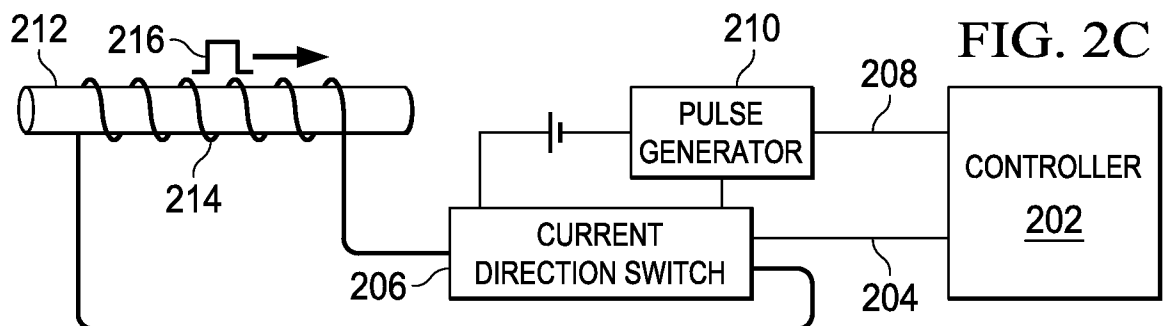 FIG. 2C
212
216
210
208
PULSE
GENERATOR
CONTROLLER
202
214
CURRENT
DIRECTION SWITCH
206
204